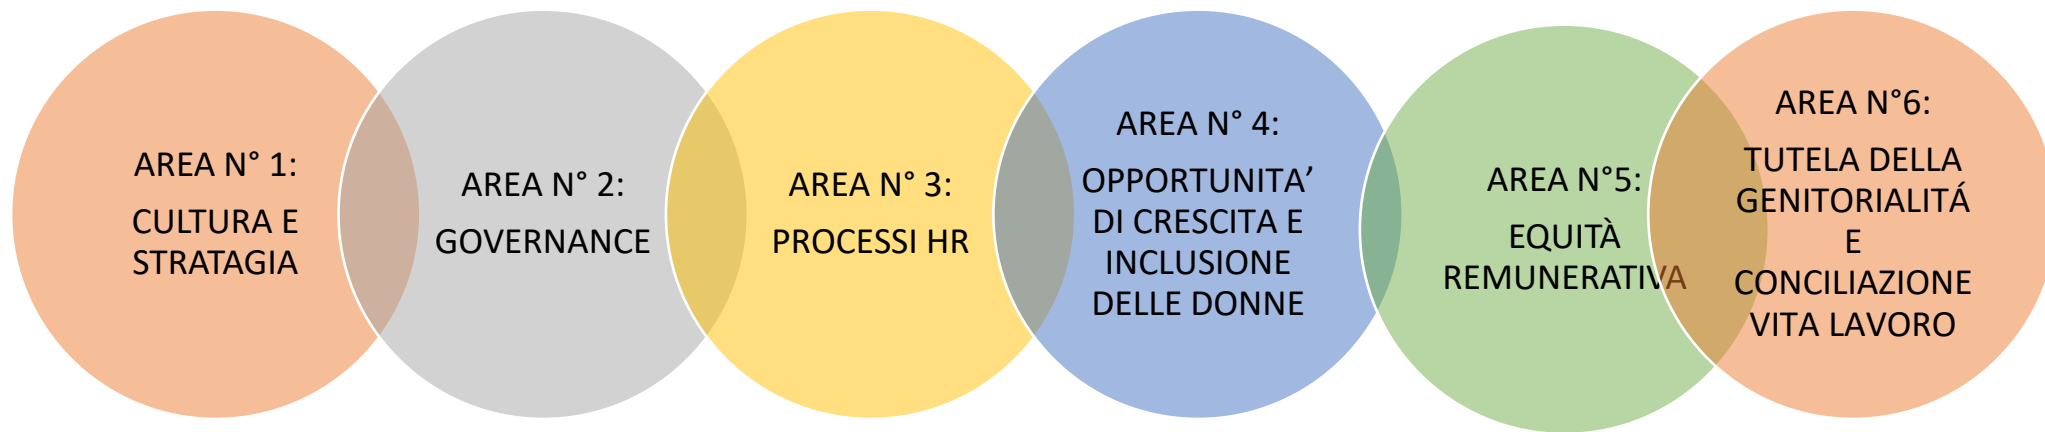 AREA N° 1:
CULTURA E
STRATAGIA
AREA N° 2:
GOVERNANCE
AREA N° 3:
PROCESSI HR
AREA N° 4:
OPPORTUNITA’
DI CRESCITA E
INCLUSIONE
DELLE DONNE
AREA N°5:
EQUITÀ
REMUNERATIVA
AREA N°6:
TUTELA DELLA
GENITORIALITÁ
E
CONCILIAZIONE
VITA LAVORO